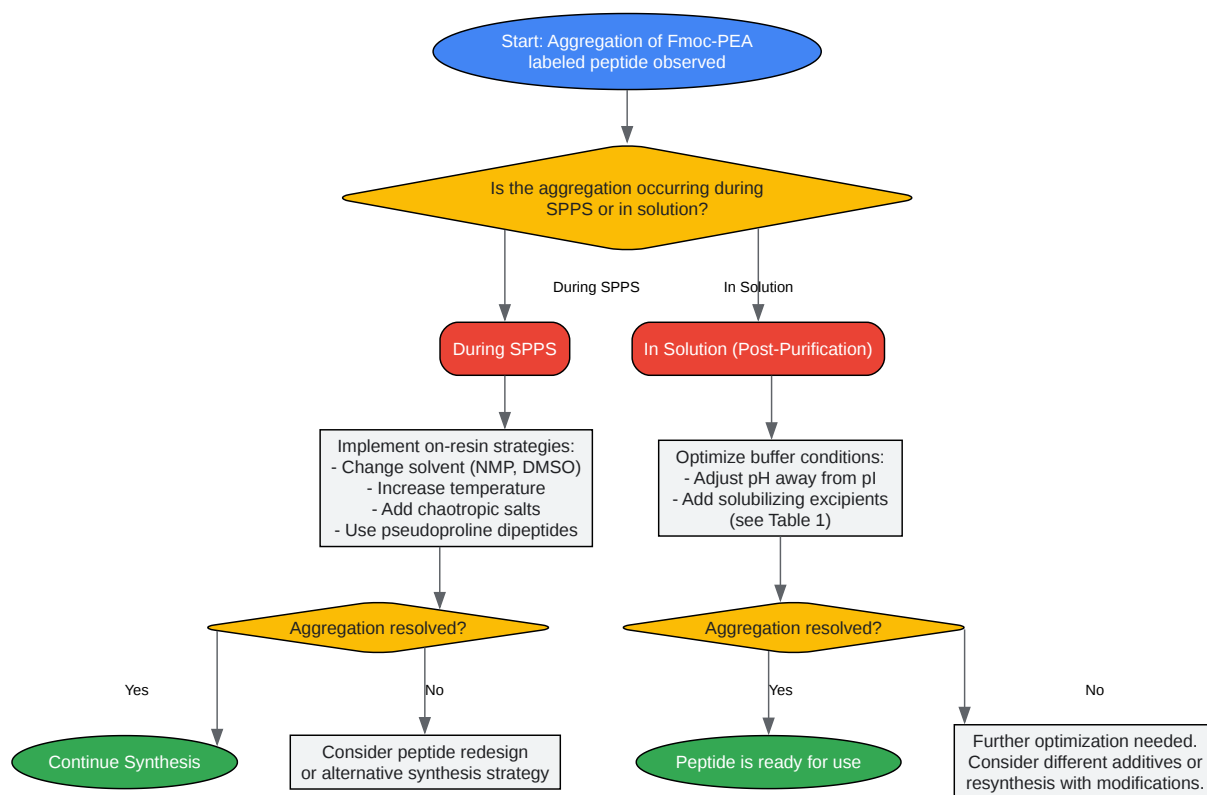 Start: Aggregation of Fmoc-PEA
labeled peptide observed
Is the aggregation occurring during
SPPS or in solution?
During SPPS
In Solution
During SPPS
In Solution (Post-Purification)
Implement on-resin strategies:
- Change solvent (NMP, DMSO)
- Increase temperature
- Add chaotropic salts
- Use pseudoproline dipeptides
Optimize buffer conditions:
- Adjust pH away from pI
- Add solubilizing excipients
(see Table 1)
Aggregation resolved?
Aggregation resolved?
Yes
No
Yes
No
Continue Synthesis
Consider peptide redesign
or alternative synthesis strategy
Peptide is ready for use
Further optimization needed.
Consider different additives or
resynthesis with modifications.